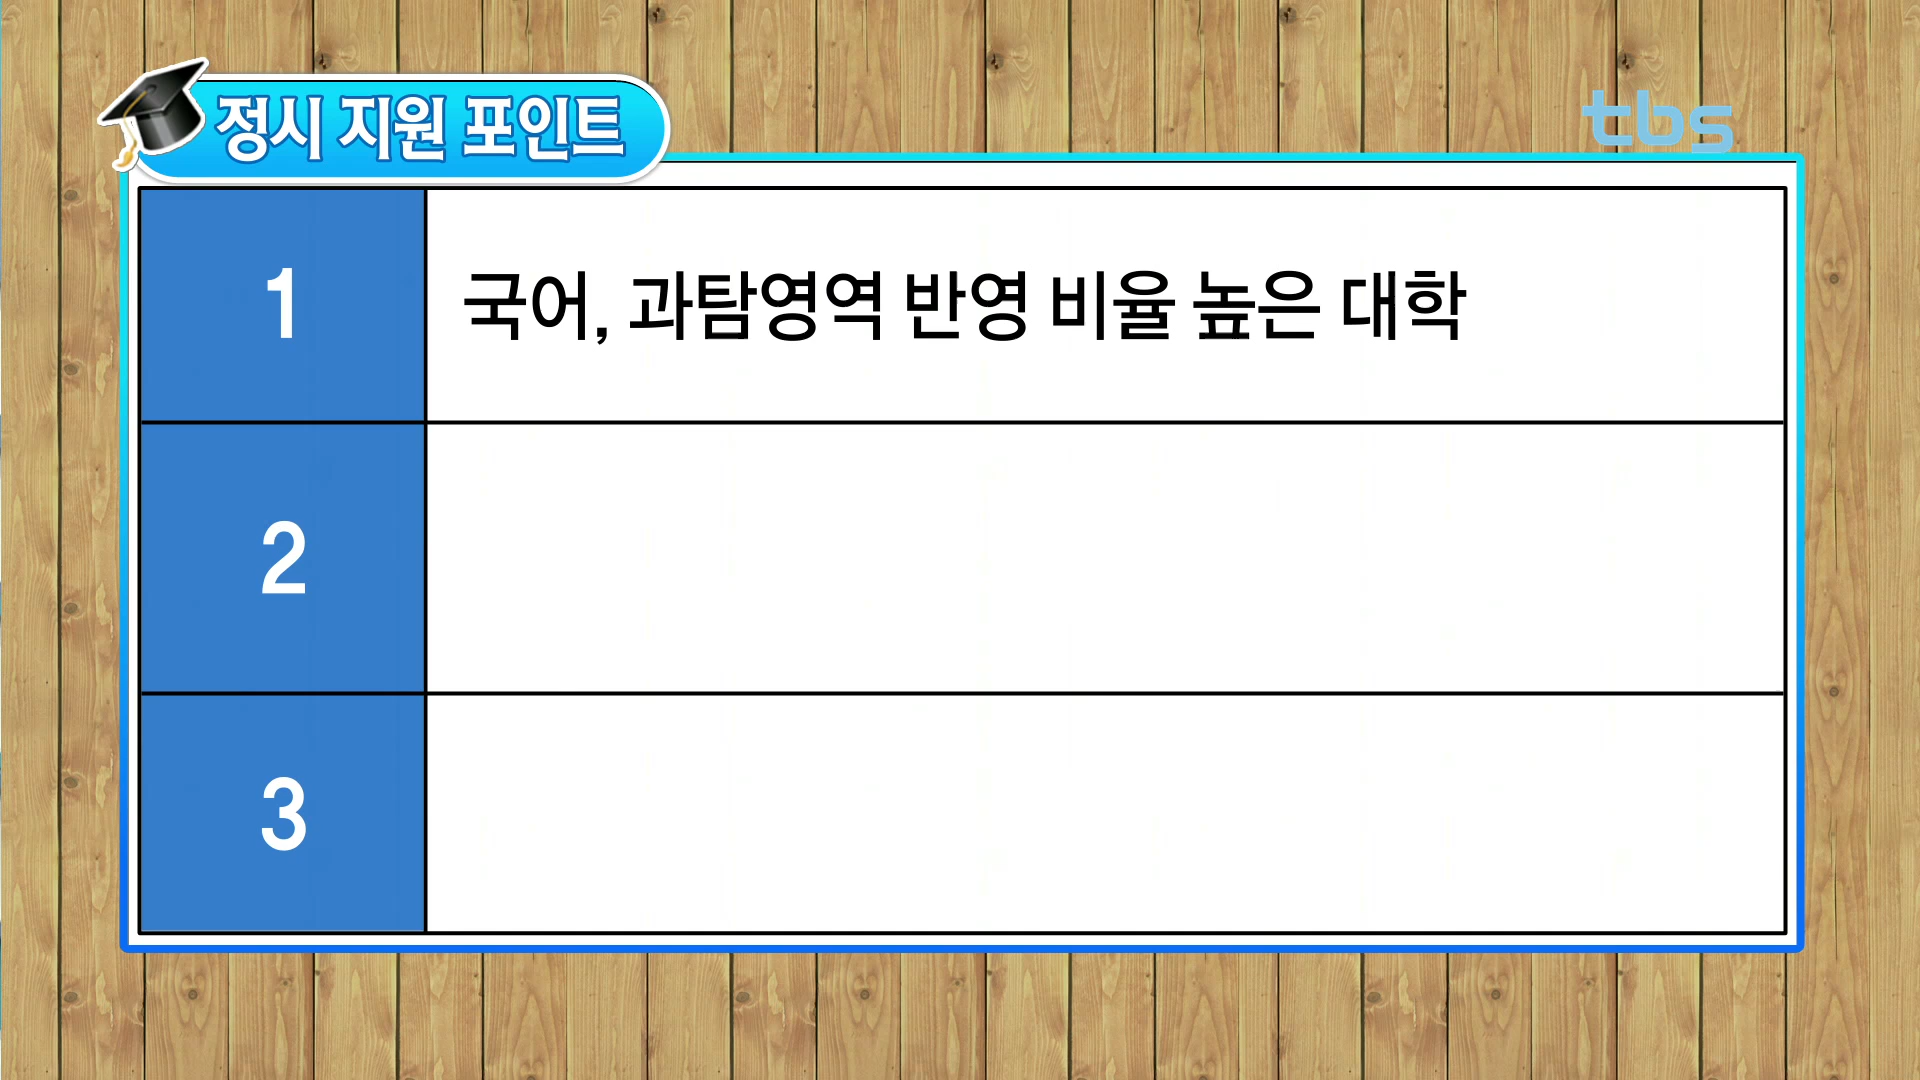 정시 지원 포인트
tbs
1
국어, 과탐영역 반영 비율 높은 대학
2
3